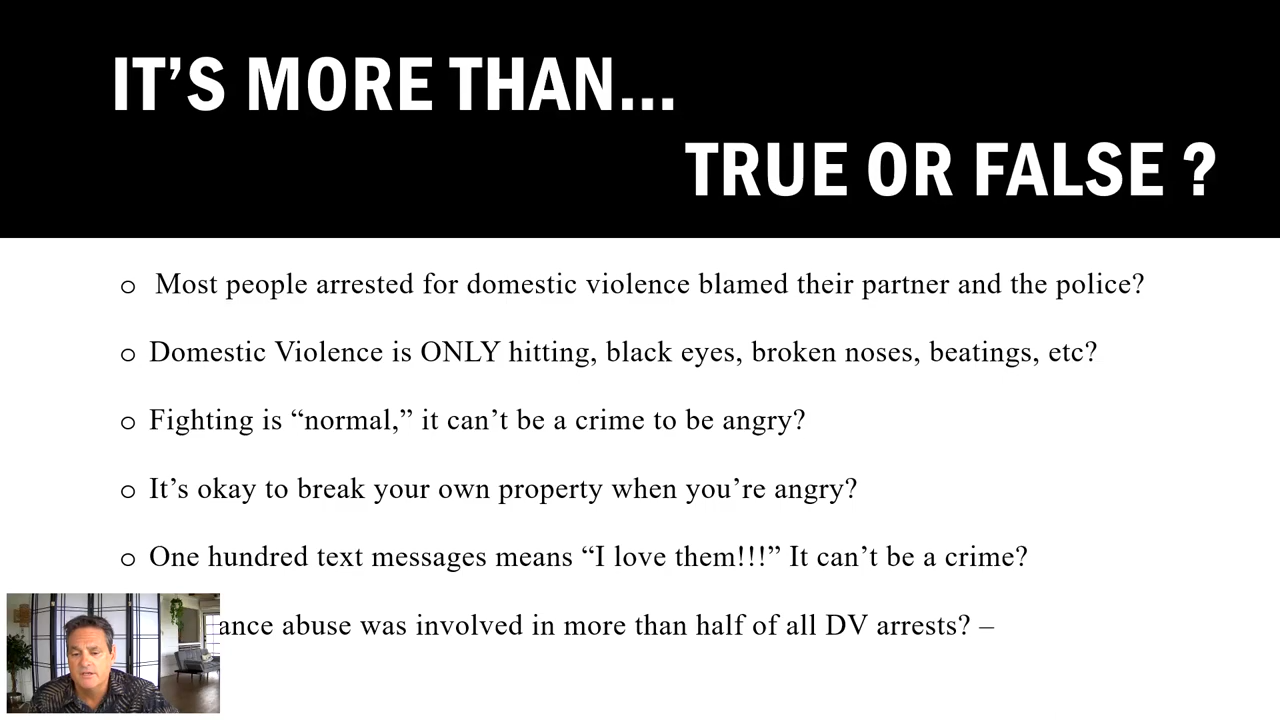 IT'S MORE THAN...
TRUE OR FALSE ?
Most people arrested for domestic violence blamed their partner and the police?
Domestic Violence is ONLY hitting, black eyes, broken noses, beatings, etc?
Fighting is “normal,” it can't be a crime to be angry?
It's okay to break your own property when you're angry?
One hundred text messages means “I love them!!!” It can't be a crime?
abuse was involved in more than half of all DV arrests? –